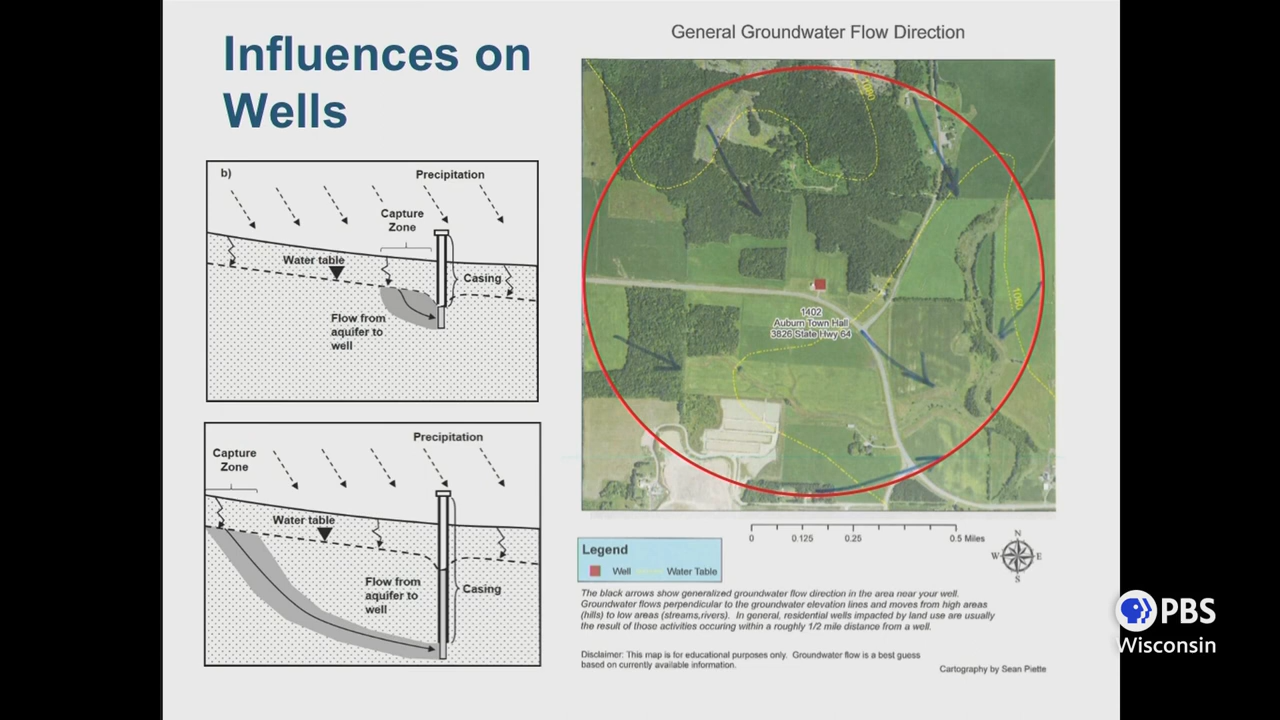 Influences on
Wells
b)
Precipitation
Capture
Zone
Water table
Casing
Flow from
aquifer to
well
Precipitation
Capture
Zone
Water table
Flow from
aquifer to
well
Casing
General Groundwater Flow Direction
1080
1060
1402
Auburn Town Hall
3826 State Hwy 64
0 0.125 0.25 0.5 Miles
N
W E
S
Legend
Well Water Table
The black arrows show generalized groundwater flow direction in the area near your well.
Groundwater flows perpendicular to the groundwater elevation lines and moves from high areas
(hills) to low areas (streams,rivers). In general, residential wells impacted by land use are usually
the result of those activities occuring within a roughly 1/2 mile distance from a well.
Disclaimer: This map is for educational purposes only. Groundwater flow is a best guess
based on currently available information.
Cartography by Sean Piette
PBS
Wisconsin